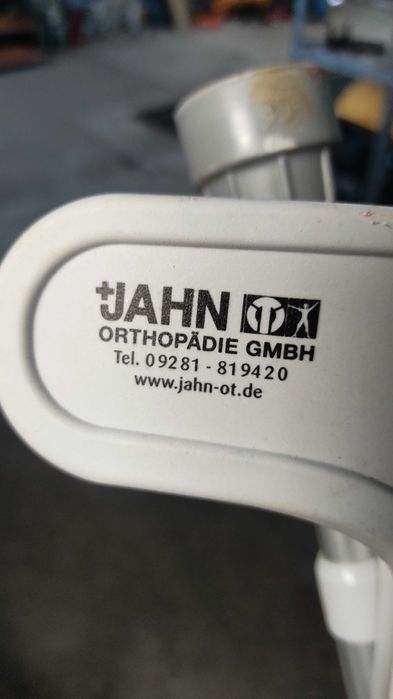 JAHN
ORTHOPÄDIE GMBH
Tel. 09281 - 819420
www.jahn-ot.de